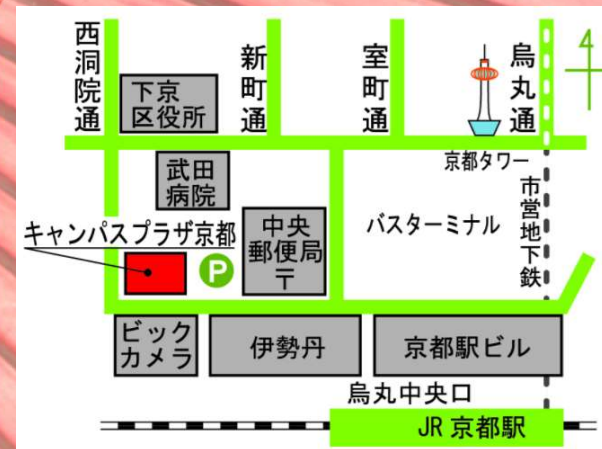 西洞院通
新町通
室町通
烏丸通
4
下京
区役所
京都タワー
武田
病院
市営地下鉄
キャンパスプラザ京都
P
中央
郵便局
〒
バスターミナル
ビック
カメラ
伊勢丹
京都駅ビル
烏丸中央口
JR 京都駅